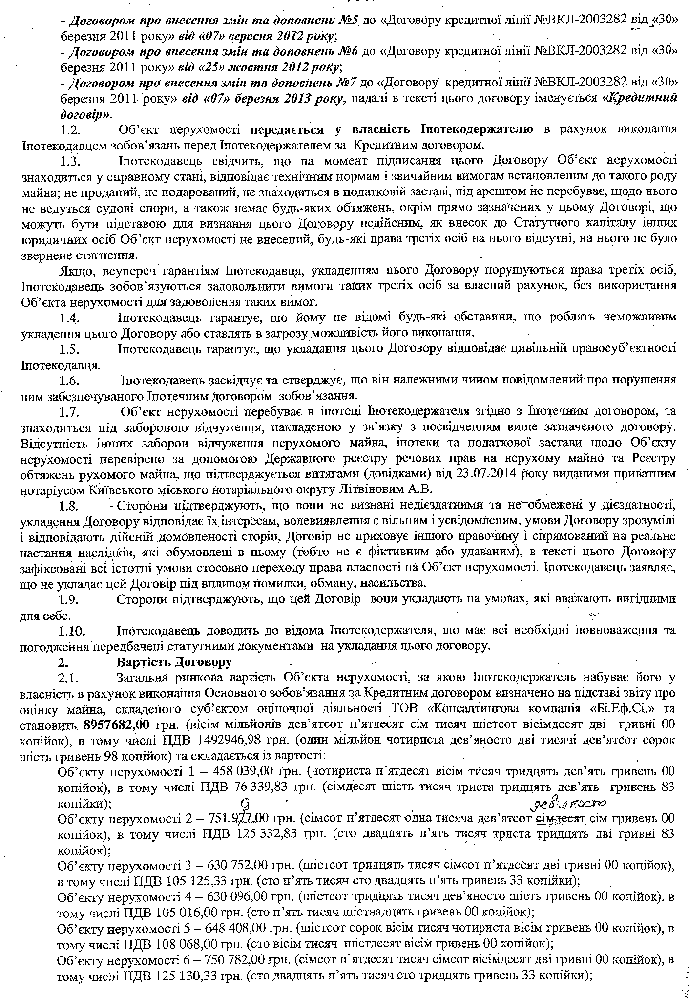 - Договором про внесення змін та доповнень №5 до «Договору кредитної лінії №ВКЛ-2003282 від «30»
березня 2011 року» від «07» вересня 2012 року;
- Договором про внесення змін та доповнень №6 до «Договору кредитної лінії №ВКЛ-2003282 від «30»
березня 2011 року» від «25» жовтня 2012 року;
- Договором про внесення змін та доповнень №7 до «Договору кредитної лінії №ВКЛ-2003282 від «30»
березня 2011 року» від «07» березня 2013 року, надалі в тексті цього договору іменується «Кредитний
договір».
1.2. Об’єкт нерухомості передається у власність Іпотекодержателю в рахунок виконання
Іпотекодавцем зобов’язань перед Іпотекодержателем за Кредитним договором.
1.3. Іпотекодавець свідчить, що на момент підписання цього Договору Об’єкт нерухомості
знаходиться у справному стані, відповідає технічним нормам і звичайним вимогам встановленим до такого роду
майна; не проданий, не подарований, не знаходиться в податковій заставі, під арештом не перебуває, щодо нього
не ведуться судові спори, а також немає будь-яких обтяжень, окрім прямо зазначених у цьому Договорі, що
можуть бути підставою для визнання цього Договору недійсним, як внесок до Статутного капіталу інших
юридичних осіб Об’єкт нерухомості не внесений, будь-які права третіх осіб на нього відсутні, на нього не було
звернене стягнення.
Якщо, всупереч гарантіям Іпотекодавця, укладенням цього Договору порушуються права третіх осіб,
Іпотекодавець зобов’язуються задовольнити вимоги таких третіх осіб за власний рахунок, без використання
Об’єкта нерухомості для задоволення таких вимог.
1.4. Іпотекодавець гарантує, що йому не відомі будь-які обставини, що роблять неможливим
укладення цього Договору або ставлять в загрозу можливість його виконання.
1.5. Іпотекодавець гарантує, що укладання цього Договору відповідає цивільній правосуб’єктності
Іпотекодавця.
1.6. Іпотекодавець засвідчує та стверджує, що він належними чином повідомлений про порушення
ним забезпечуваного Іпотечним договором зобов’язання.
1.7. Об’єкт нерухомості перебуває в іпотеці Іпотекодержателя згідно з Іпотечним договором, та
знаходиться під забороною відчуження, накладеною у зв’язку з посвідченням вище зазначеного договору.
Відсутність інших заборон відчуження нерухомого майна, іпотеки та податкової застави щодо Об’єкту
нерухомості перевірено за допомогою Державного реєстру речових прав на нерухому майно та Реєстру
обтяжень рухомого майна, що підтверджується витягами (довідками) від 23.07.2014 року виданими приватним
нотаріусом Київського міського нотаріального округу Літвіновим А.В.
1.8. Сторони підтверджують, що вони не визнані недієздатними та не обмежені у дієздатності,
укладення Договору відповідає їх інтересам, волевиявлення є вільним і усвідомленим, умови Договору зрозумілі
і відповідають дійсній домовленості сторін, Договір не приховує іншого правочину і спрямований на реальне
настання наслідків, які обумовлені в ньому (тобто не є фіктивним або удаваним), в тексті цього Договору
зафіксовані всі істотні умови стосовно переходу права власності на Об’єкт нерухомості. Іпотекодавець заявляє,
що не укладає цей Договір під впливом помилки, обману, насильства.
1.9. Сторони підтверджують, що цей Договір вони укладають на умовах, які вважають вигідними
для себе.
1.10. Іпотекодавець доводить до відома Іпотекодержателя, що має всі необхідні повноваження та
погодження передбачені статутними документами на укладання цього договору.
2. Вартість Договору
2.1. Загальна ринкова вартість Об’єкта нерухомості, за якою Іпотекодержатель набуває його у
власність в рахунок виконання Основного зобов’язання за Кредитним договором визначено на підставі звіту про
оцінку майна, складеного суб’єктом оціночної діяльності ТОВ «Консалтингова компанія «Бі.Еф.Сі.» та
становить 8957682,00 грн. (вісім мільйонів дев’ятсот п’ятдесят сім тисяч шістсот вісімдесят дві гривні 00
копійок), в тому числі ПДВ 1492946,98 грн. (один мільйон чотириста дев’яносто дві тисячі дев’ятсот сорок
шість гривень 98 копійок) та складається із вартості:
Об’єкту нерухомості 1 – 458 039,00 грн. (чотириста п’ятдесят вісім тисяч тридцять дев’ять гривень 00
копійок), в тому числі ПДВ 76 339,83 грн. (сімдесят шість тисяч триста тридцять дев’ять гривень 83
копійки); 9 дев'яносто
Об’єкту нерухомості 2 – 751 977,00 грн. (сімсот п’ятдесят одна тисяча дев’ятсот сімдесят сім гривень 00
копійок), в тому числі ПДВ 125 332,83 грн. (сто двадцять п’ять тисяч триста тридцять дві гривні 83
копійок);
Об’єкту нерухомості 3 – 630 752,00 грн. (шістсот тридцять тисяч сімсот п’ятдесят дві гривні 00 копійок),
в тому числі ПДВ 105 125,33 грн. (сто п’ять тисяч сто двадцять п’ять гривень 33 копійки);
Об’єкту нерухомості 4 – 630 096,00 грн. (шістсот тридцять тисяч дев’яносто шість гривень 00 копійок), в
тому числі ПДВ 105 016,00 грн. (сто п’ять тисяч шістнадцять гривень 00 копійок);
Об’єкту нерухомості 5 – 648 408,00 грн. (шістсот сорок вісім тисяч чотириста вісім гривень 00 копійок), в
тому числі ПДВ 108 068,00 грн. (сто вісім тисяч шістдесят вісім гривень 00 копійок);
Об’єкту нерухомості 6 – 750 782,00 грн. (сімсот п’ятдесят тисяч сімсот вісімдесят дві гривні 00 копійок), в
тому числі ПДВ 125 130,33 грн. (сто двадцять п’ять тисяч сто тридцять гривень 33 копійки);